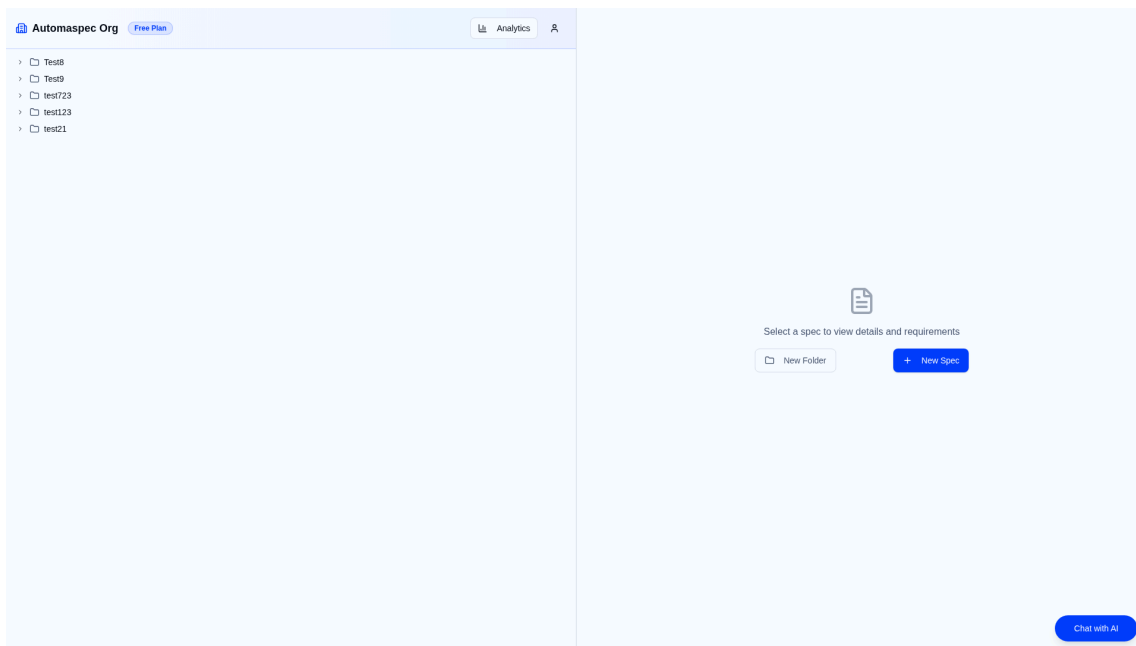 Automaspec Org
Free Plan
Analytics
Test8
Test9
test723
test123
test21
Select a spec to view details and requirements
New Folder
New Spec
Chat with AI